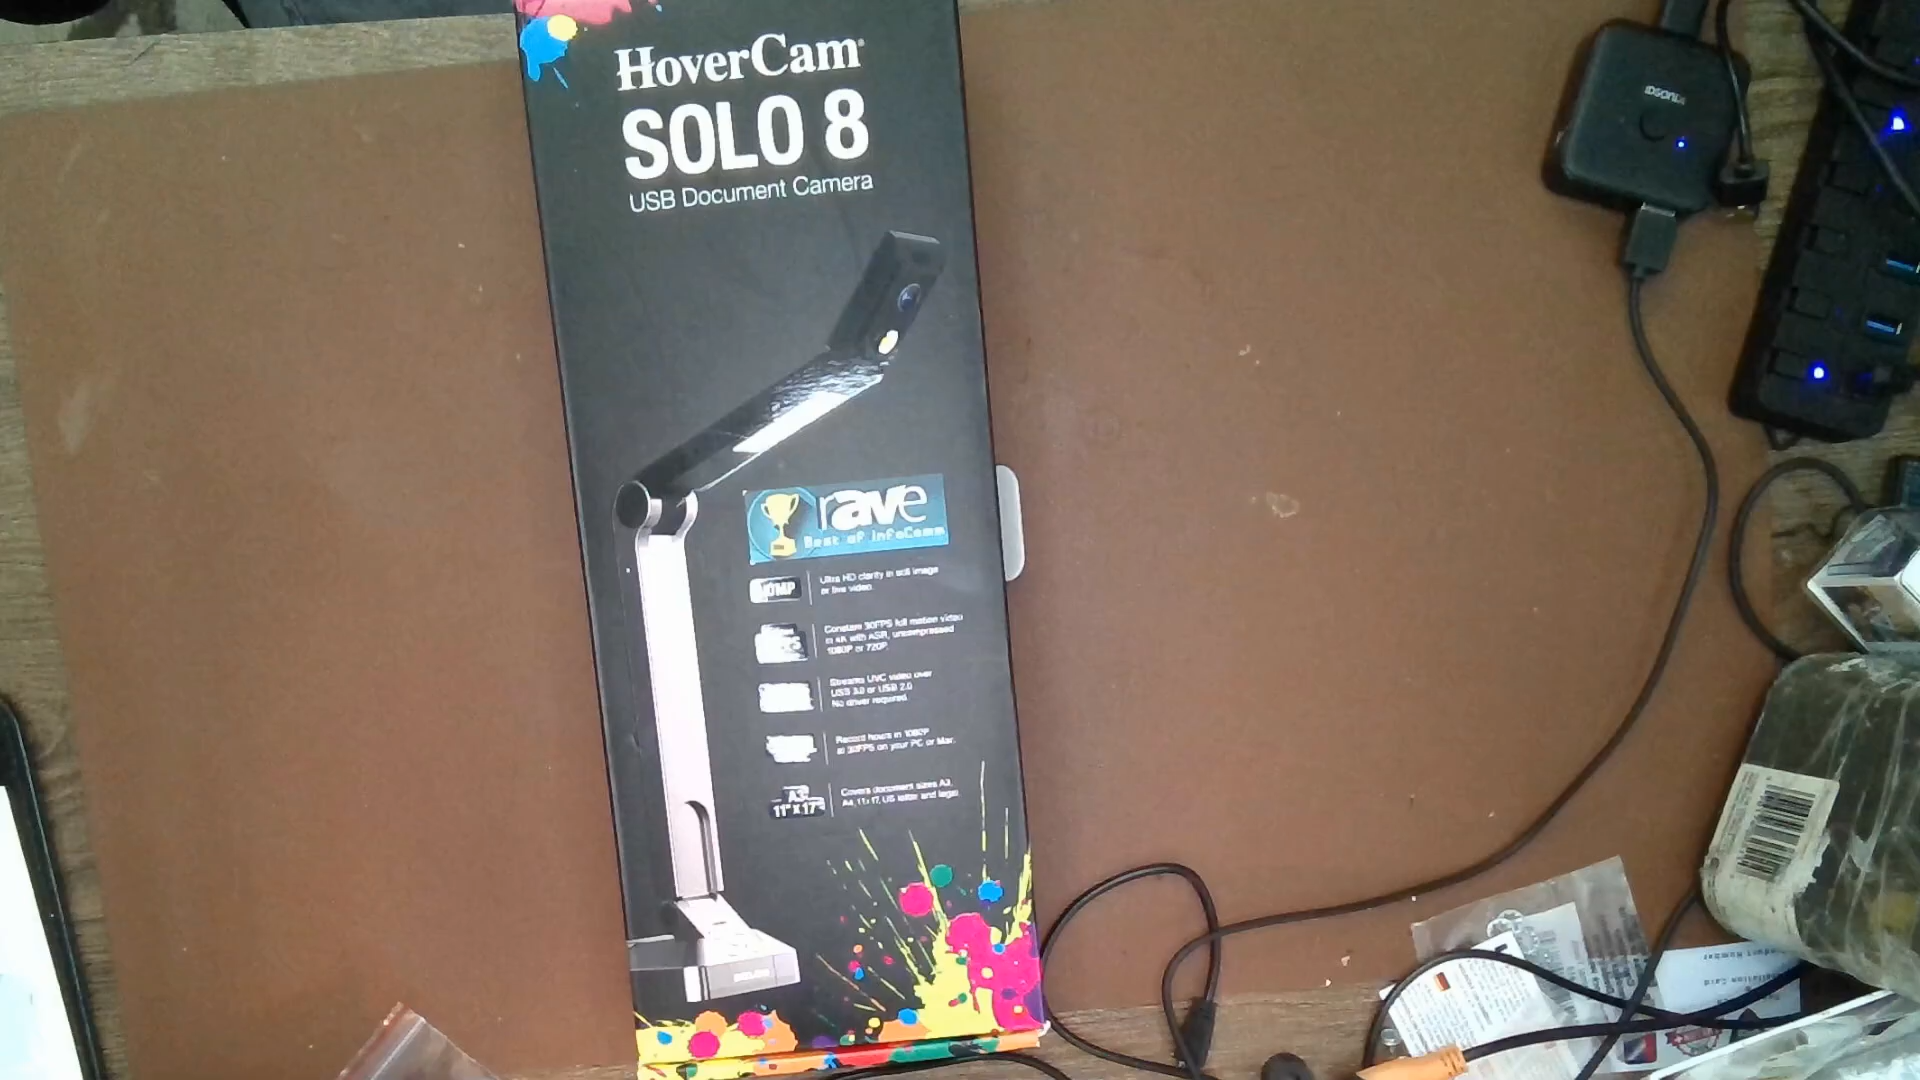 HoverCam
SOLO 8
USB Document Camera
rave
Best of InfoComm
Ultra HD clarity in still image
or live video.
Constant 30FPS full motion video
in 4K with ASR, uncompressed
1080P or 720P.
Streams UVC video over
USB 3.0 or USB 2.0
No driver required.
Record hours in 1080P
at 30FPS on your PC or Mac.
A3
11"X17"
Covers document sizes A3,
A4, 11x17, US letter and legal.